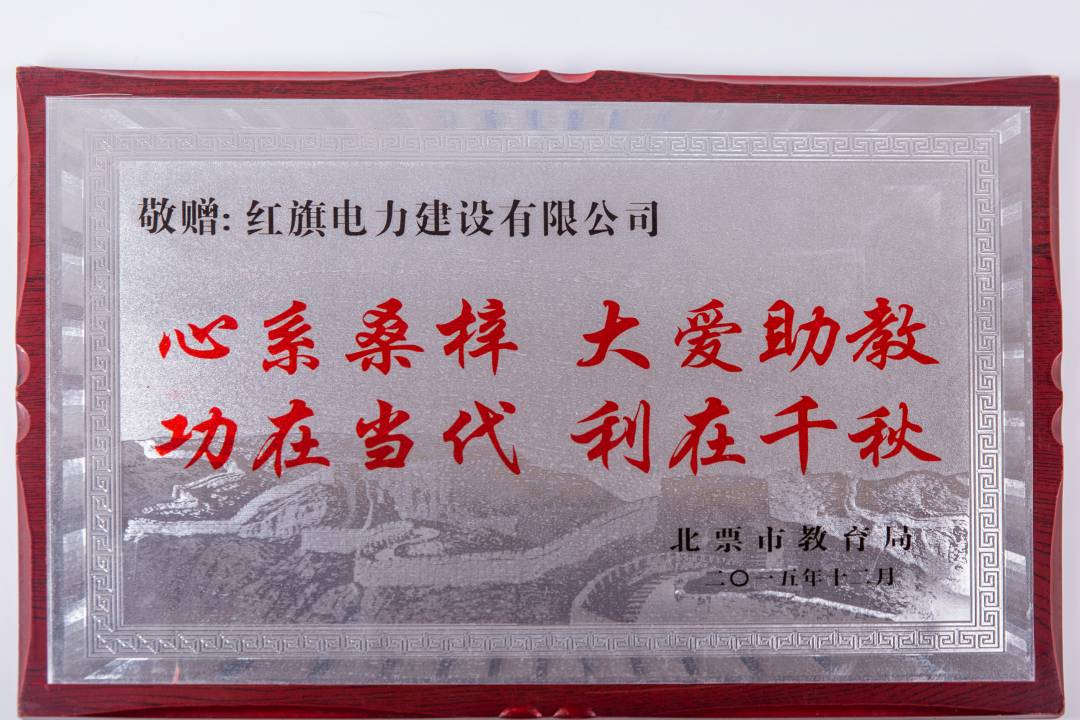 敬赠: 红旗电力建设有限公司
心系桑梓 大爱助教
功在当代 利在千秋
北票市教育局
二〇一五年十二月